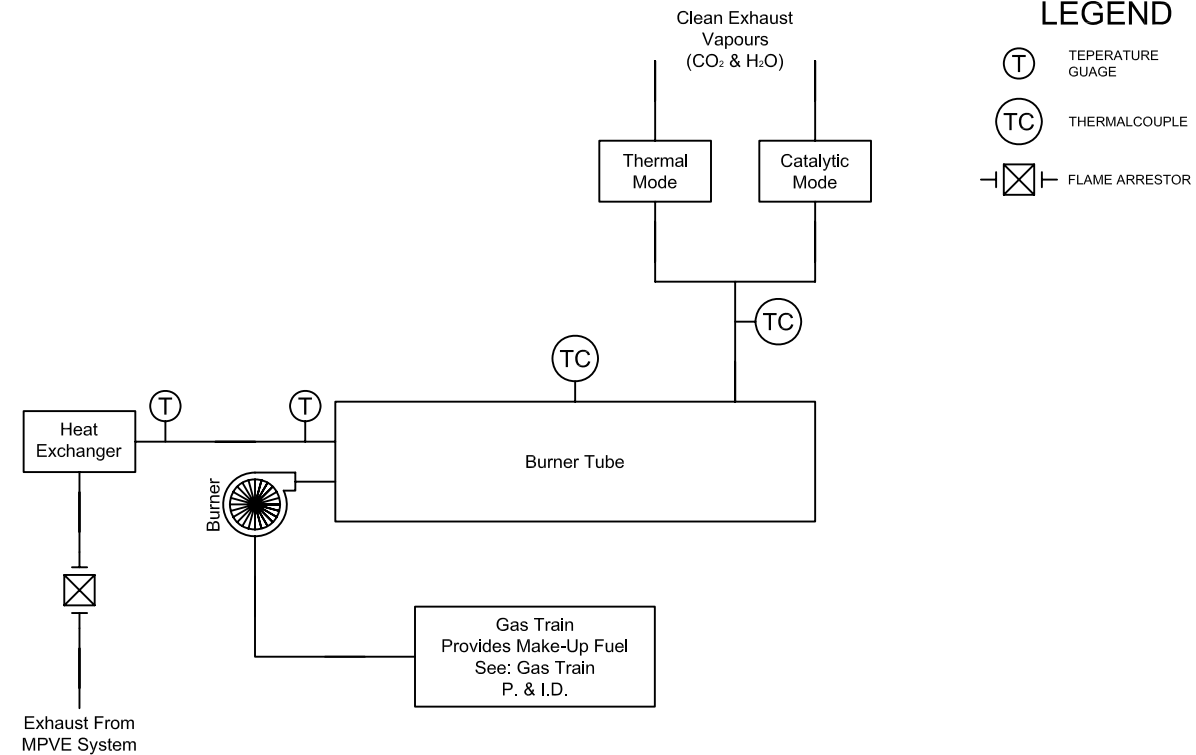 Clean Exhaust
Vapours
(CO₂ & H₂O)
LEGEND
T
TEPERATURE
GUAGE
TC
THERMALCOUPLE
FLAME ARRESTOR
Thermal
Mode
Catalytic
Mode
TC
TC
T
T
Heat
Exchanger
Burner Tube
Burner
Gas Train
Provides Make-Up Fuel
See: Gas Train
P. & I.D.
Exhaust From
MPVE System